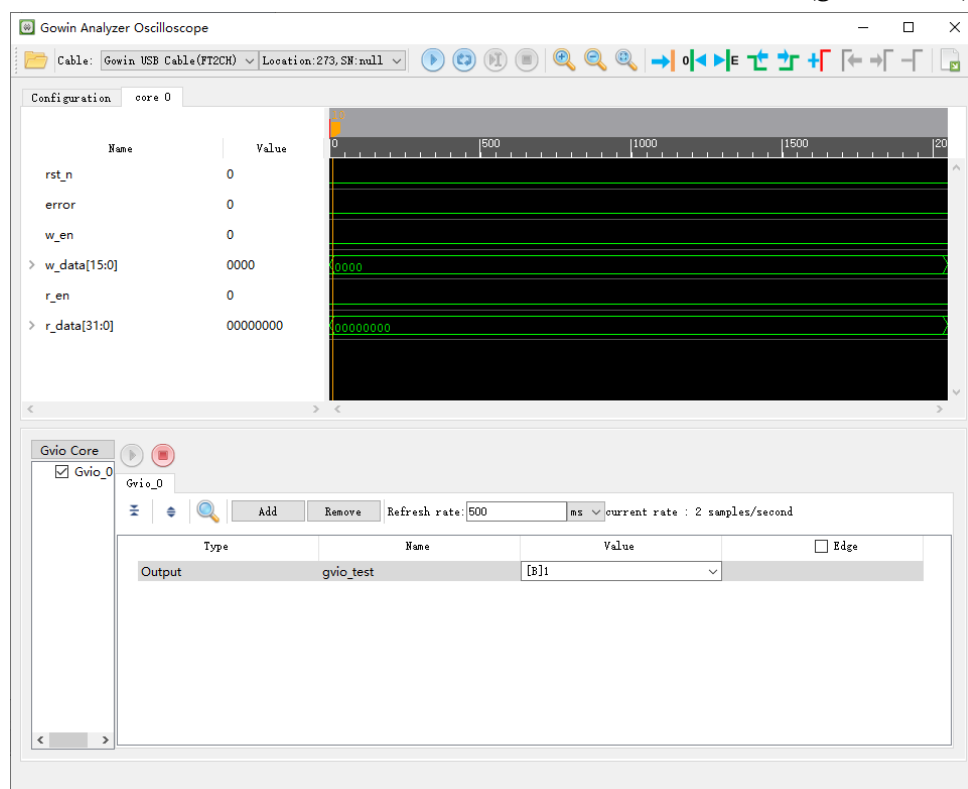 Gowin Analyzer Oscilloscope
Cable: Gowin USB Cable(FT2CH) Location:273,SN:null
Configuration core 0
Name Value 0 500 1000 1500 20
rst_n 0
error 0
w_en 0
w_data[15:0] 0000 0000
r_en 0
r_data[31:0] 00000000 00000000
Gvio Core
Gvio_0
Gvio_0
Add Remove Refresh rate: 500 ms current rate : 2 samples/second
Type Name Value Edge
Output gvio_test [B]1